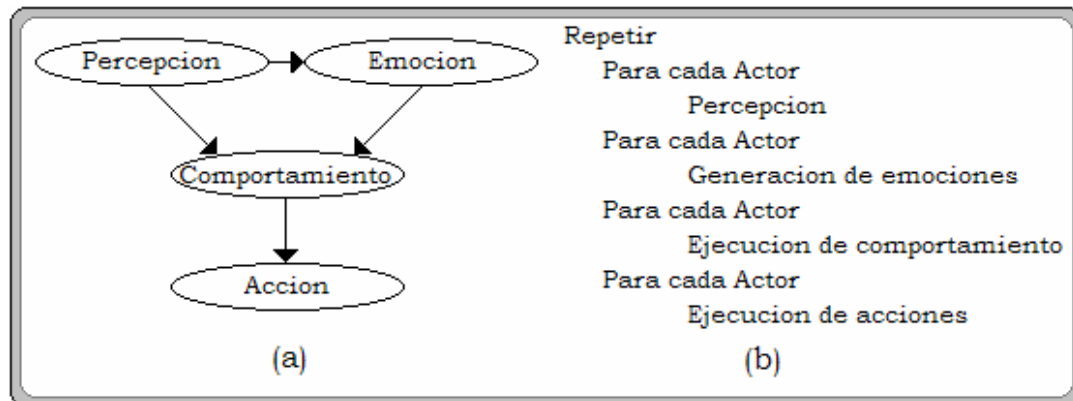 Percepcion
Emocion
Comportamiento
Accion
(a)
Repetir
Para cada Actor
Percepcion
Para cada Actor
Generacion de emociones
Para cada Actor
Ejecucion de comportamiento
Para cada Actor
Ejecucion de acciones
(b)